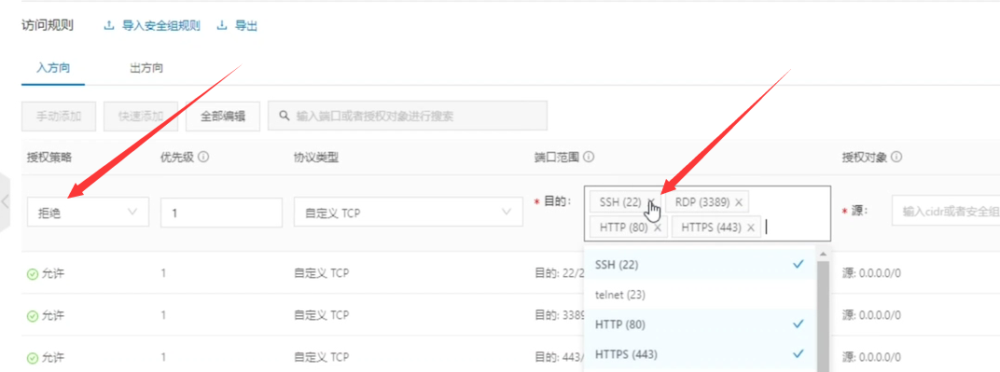 访问规则 导入安全组规则 导出
入方向 出方向
手动添加 快速添加 全部编辑 输入端口或者授权对象进行搜索
授权策略 优先级 协议类型 端口范围 授权对象
拒绝 1 自定义 TCP * 目的: SSH (22) × RDP (3389) × * 源: 输入cidr或者安全组
HTTP (80) × HTTPS (443) ×
SSH (22)
允许 1 自定义 TCP 目的: 22/2 源: 0.0.0.0/0
telnet (23)
允许 1 自定义 TCP 目的: 3389 HTTP (80) 源: 0.0.0.0/0
允许 1 自定义 TCP 目的: 443/ HTTPS (443) 源: 0.0.0.0/0